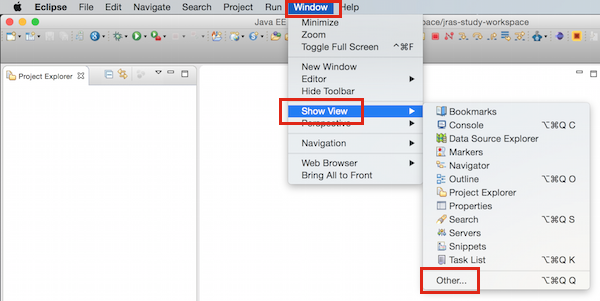 Eclipse File Edit Navigate Search Project Run Window Help
Java EE
pace/jras-study-workspace
Project Explorer
Minimize
Zoom
Toggle Full Screen ^⌘F
New Window
Editor
Hide Toolbar
Show View
Perspective
Navigation
Web Browser
Bring All to Front
Bookmarks
Console ⌥⌘Q C
Data Source Explorer
Markers
Navigator
Outline ⌥⌘Q O
Project Explorer
Properties
Search ⌥⌘Q S
Servers
Snippets
Task List ⌥⌘Q K
Other... ⌥⌘Q Q